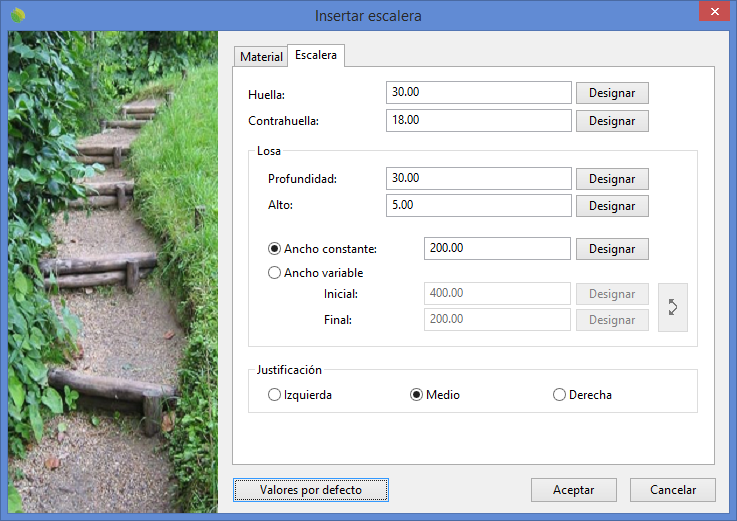 Insertar escalera
Material Escalera
Huella: 30.00 Designar
Contrahuella: 18.00 Designar
Losa
Profundidad: 30.00 Designar
Alto: 5.00 Designar
Ancho constante: 200.00 Designar
Ancho variable
Inicial: 400.00 Designar
Final: 200.00 Designar
Justificación
Izquierda Medio Derecha
Valores por defecto Aceptar Cancelar